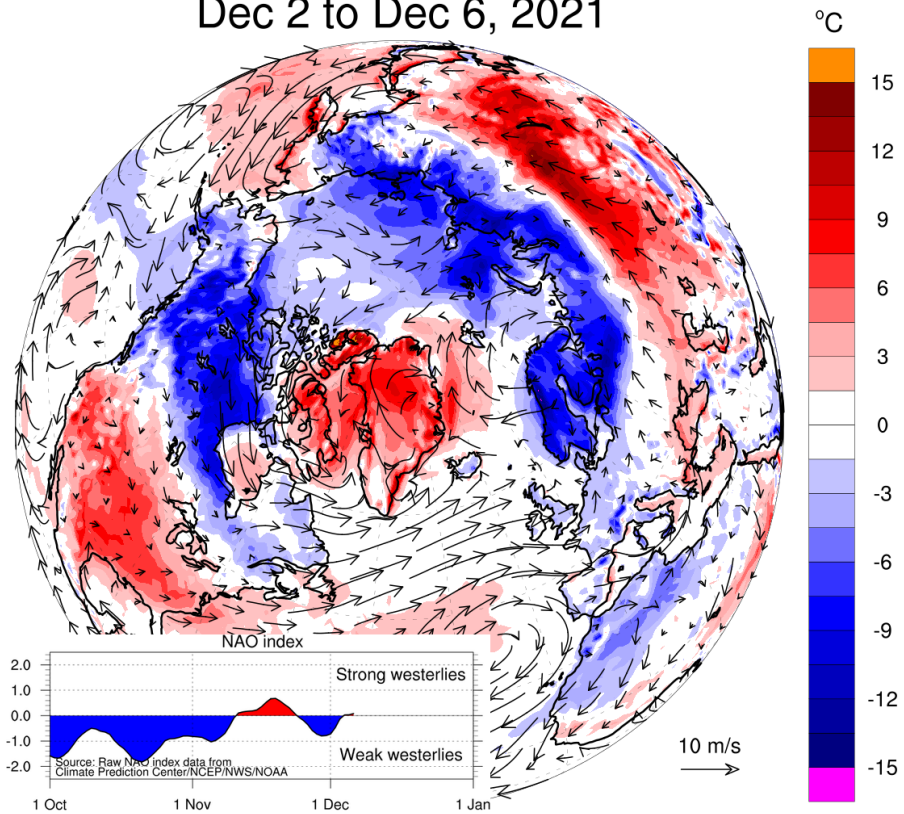 Dec 2 to Dec 6, 2021
°C
15
12
9
6
3
0
-3
-6
-9
-12
-15
NAO index
2.0
1.0
0.0
-1.0
-2.0
Strong westerlies
Weak westerlies
Source: Raw NAO index data from
Climate Prediction Center/NCEP/NWS/NOAA
1 Oct
1 Nov
1 Dec
1 Jan
10 m/s